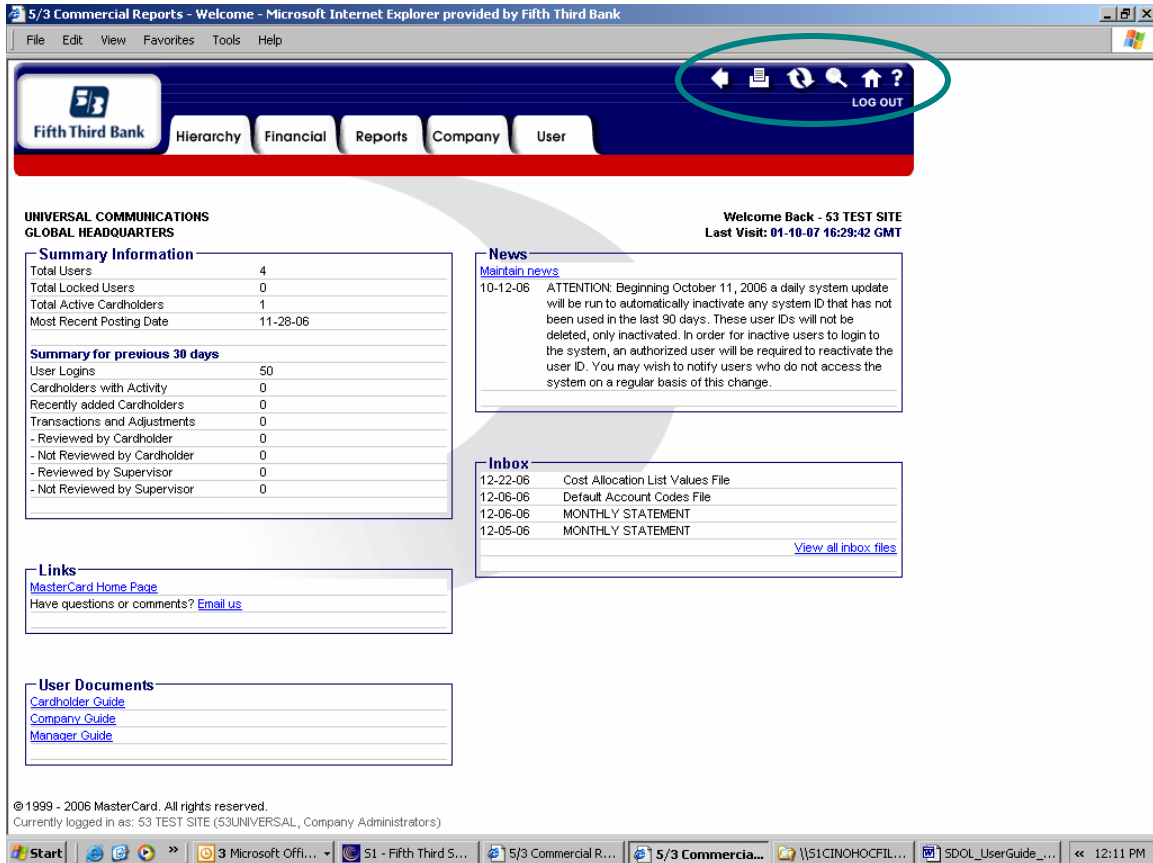 5/3 Commercial Reports - Welcome - Microsoft Internet Explorer provided by Fifth Third Bank
File Edit View Favorites Tools Help
LOG OUT
5/3
Fifth Third Bank
Hierarchy Financial Reports Company User
UNIVERSAL COMMUNICATIONS
GLOBAL HEADQUARTERS
Welcome Back - 53 TEST SITE
Last Visit: 01-10-07 16:29:42 GMT
Summary Information
Total Users 4
Total Locked Users 0
Total Active Cardholders 1
Most Recent Posting Date 11-28-06
Summary for previous 30 days
User Logins 50
Cardholders with Activity 0
Recently added Cardholders 0
Transactions and Adjustments 0
- Reviewed by Cardholder 0
- Not Reviewed by Cardholder 0
- Reviewed by Supervisor 0
- Not Reviewed by Supervisor 0
News
Maintain news
10-12-06 ATTENTION: Beginning October 11, 2006 a daily system update
will be run to automatically inactivate any system ID that has not
been used in the last 90 days. These user IDs will not be
deleted, only inactivated. In order for inactive users to login to
the system, an authorized user will be required to reactivate the
user ID. You may wish to notify users who do not access the
system on a regular basis of this change.
Inbox
12-22-06 Cost Allocation List Values File
12-06-06 Default Account Codes File
12-06-06 MONTHLY STATEMENT
12-05-06 MONTHLY STATEMENT
View all inbox files
Links
MasterCard Home Page
Have questions or comments? Email us
User Documents
Cardholder Guide
Company Guide
Manager Guide
© 1999 - 2006 MasterCard. All rights reserved.
Currently logged in as: 53 TEST SITE (53UNIVERSAL, Company Administrators)
Start » 3 Microsoft Offi... S1 - Fifth Third S... 5/3 Commercial R... 5/3 Commercia... \\S1CINOHOCFIL... SDOL_UserGuide_... « 12:11 PM